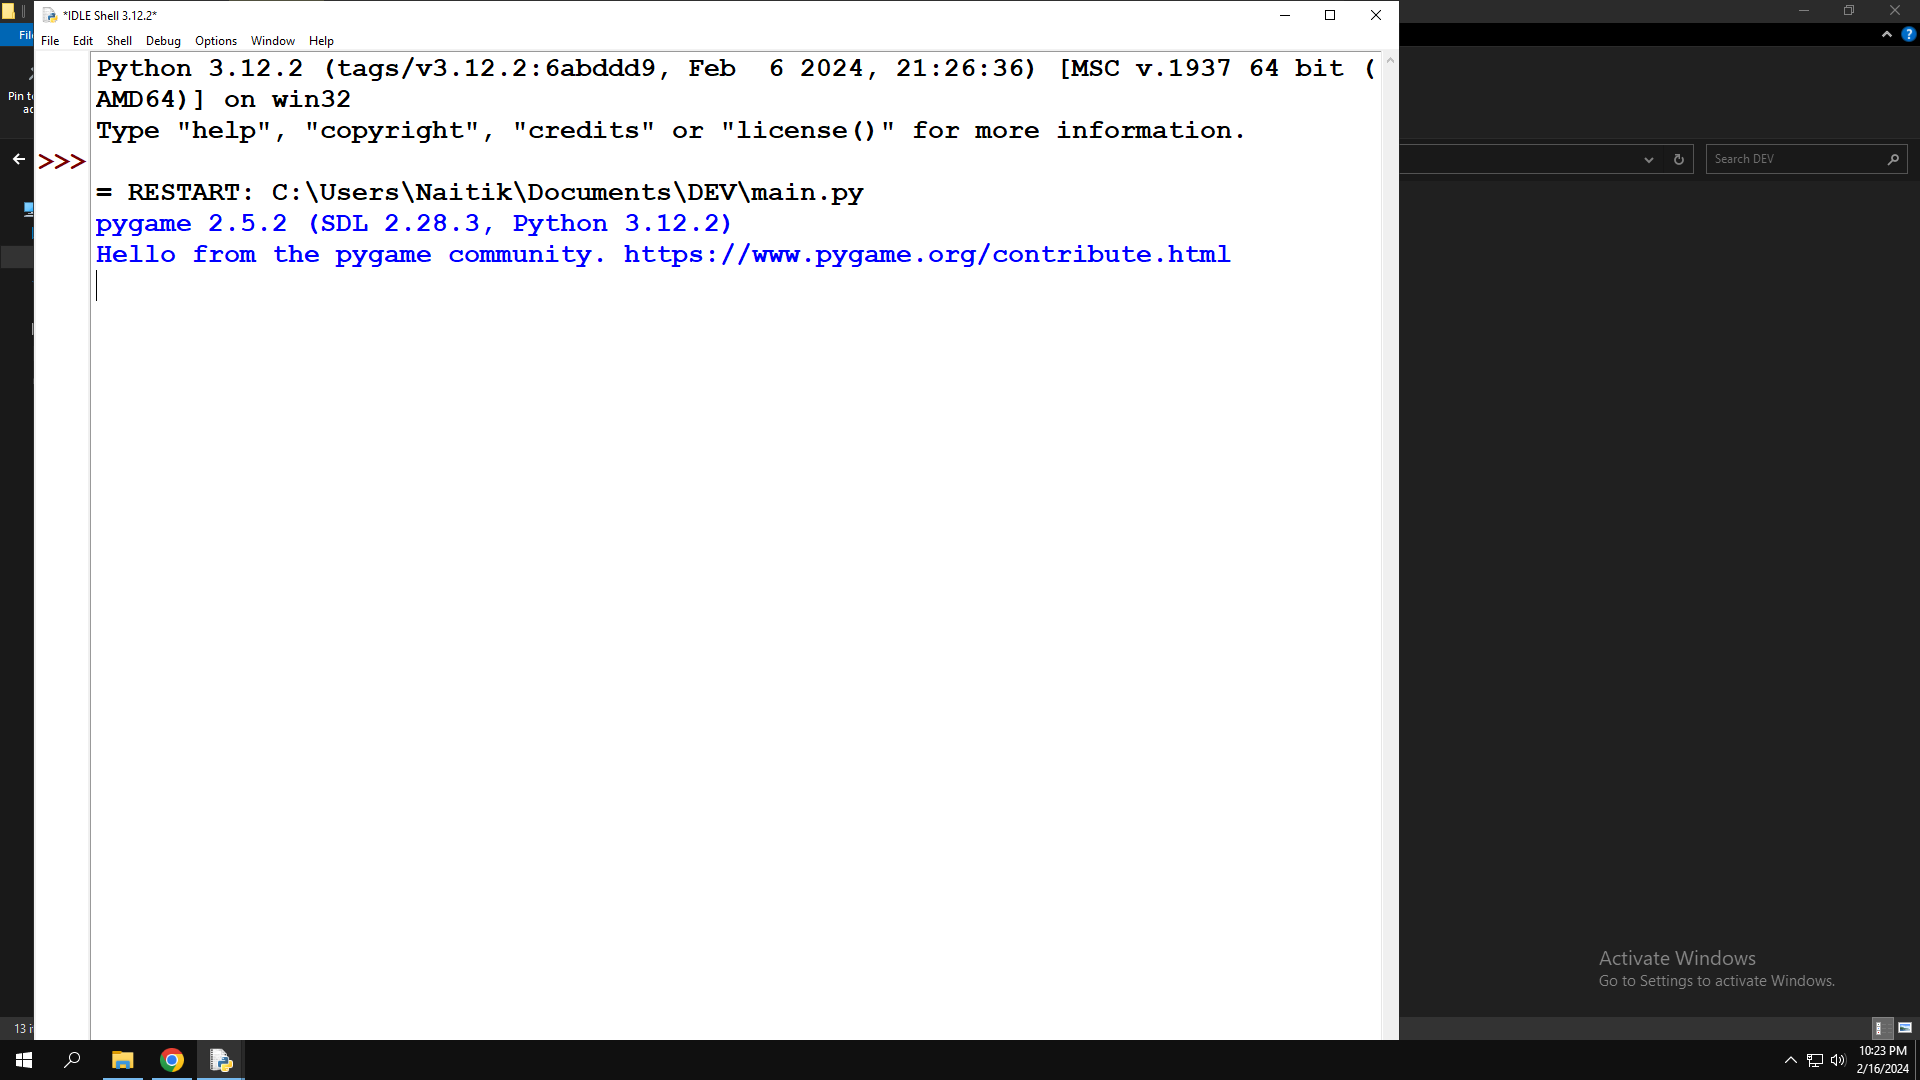 *IDLE Shell 3.12.2*
File Edit Shell Debug Options Window Help
Python 3.12.2 (tags/v3.12.2:6abddd9, Feb  6 2024, 21:26:36) [MSC v.1937 64 bit (
AMD64)] on win32
Type "help", "copyright", "credits" or "license()" for more information.
>>>
= RESTART: C:\Users\Naitik\Documents\DEV\main.py
pygame 2.5.2 (SDL 2.28.3, Python 3.12.2)
Hello from the pygame community. https://www.pygame.org/contribute.html
Pin
Search DEV
Activate Windows
Go to Settings to activate Windows.
13
10:23 PM
2/16/2024